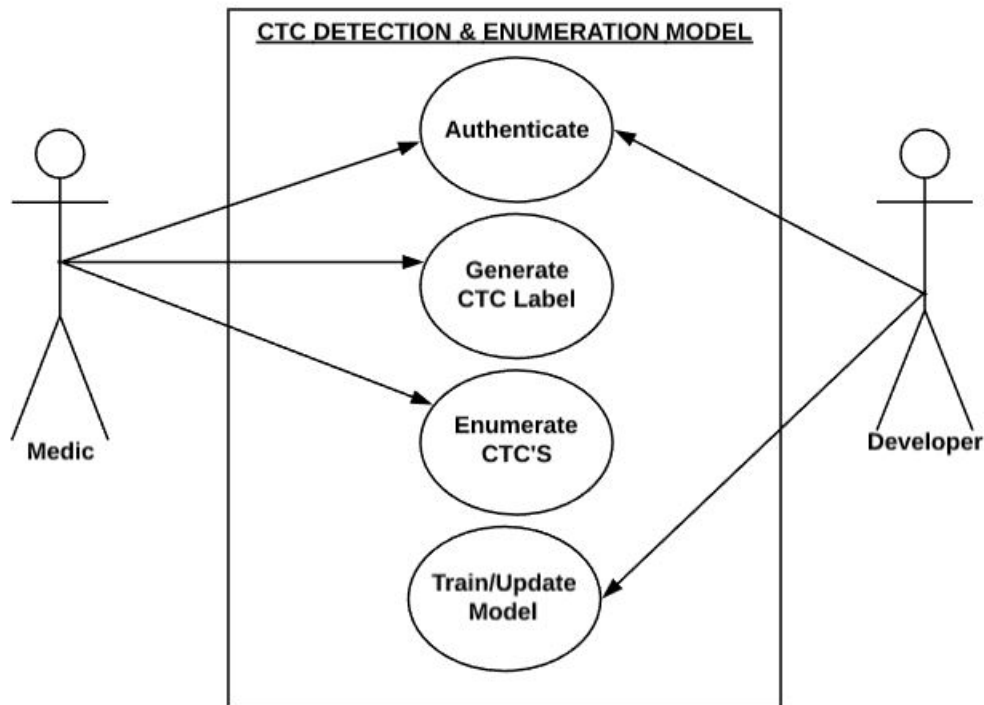 CTC DETECTION & ENUMERATION MODEL
Authenticate
Generate
CTC Label
Enumerate
CTC'S
Train/Update
Model
Medic
Developer